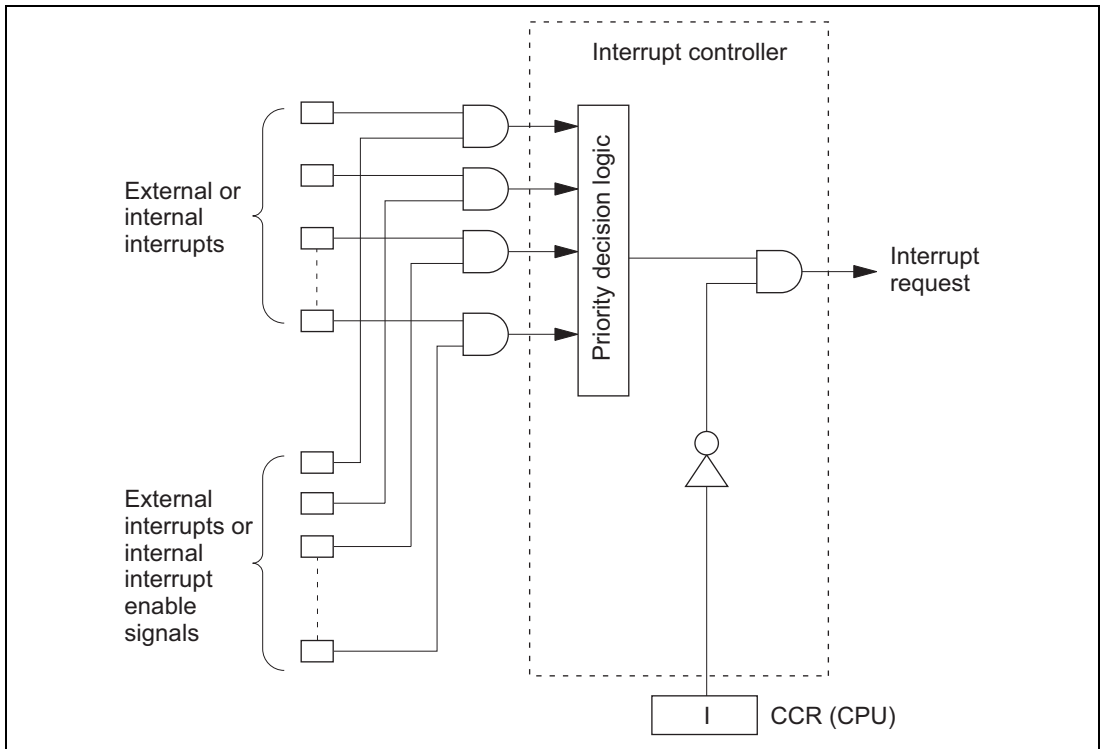 Interrupt controller
External or
internal
interrupts
Priority decision logic
Interrupt
request
External
interrupts or
internal
interrupt
enable
signals
I
CCR (CPU)